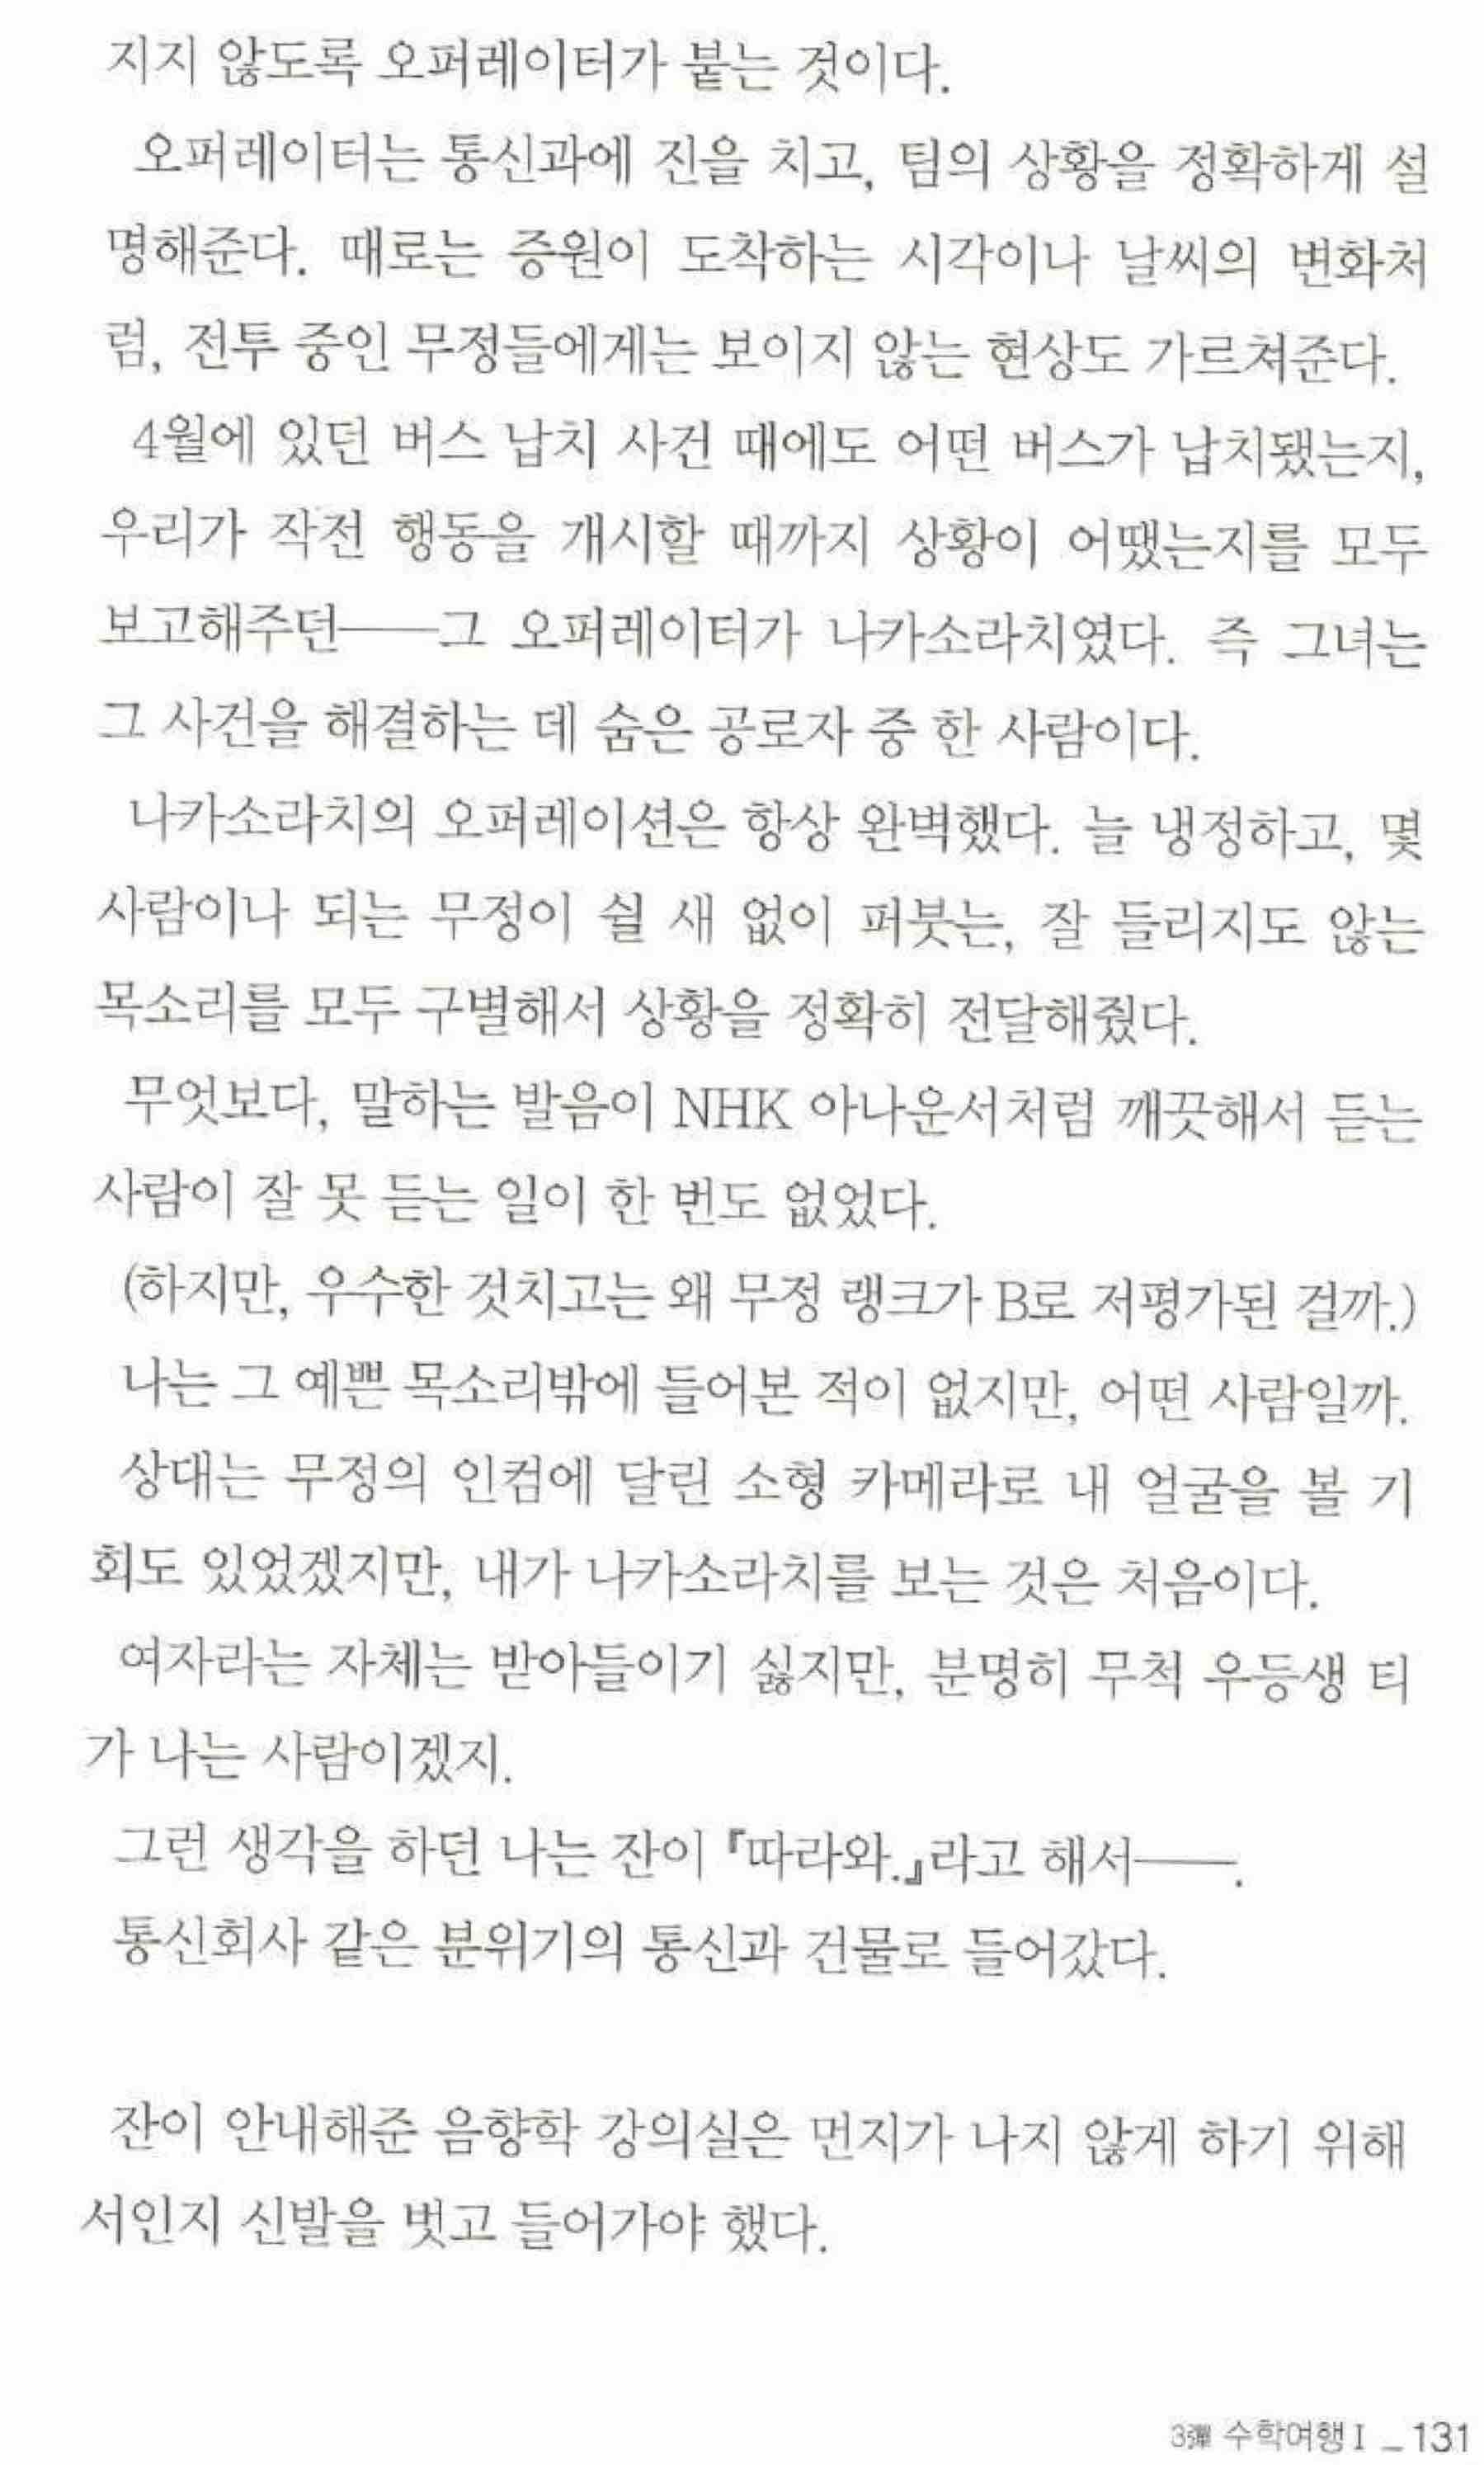 지지 않도록 오퍼레이터가 붙는 것이다.
오퍼레이터는 통신과에 진을 치고, 팀의 상황을 정확하게 설
명해준다. 때로는 증원이 도착하는 시각이나 날씨의 변화처
럼, 전투 중인 무정들에게는 보이지 않는 현상도 가르쳐준다.
4월에 있던 버스 납치 사건 때에도 어떤 버스가 납치됐는지,
우리가 작전 행동을 개시할 때까지 상황이 어땠는지를 모두
보고해주던――그 오퍼레이터가 나카소라치였다. 즉 그녀는
그 사건을 해결하는 데 숨은 공로자 중 한 사람이다.
나카소라치의 오퍼레이션은 항상 완벽했다. 늘 냉정하고, 몇
사람이나 되는 무정이 쉴 새 없이 퍼붓는, 잘 들리지도 않는
목소리를 모두 구별해서 상황을 정확히 전달해줬다.
무엇보다, 말하는 발음이 NHK 아나운서처럼 깨끗해서 듣는
사람이 잘 못 듣는 일이 한 번도 없었다.
(하지만, 우수한 것치고는 왜 무정 랭크가 B로 저평가된 걸까.)
나는 그 예쁜 목소리밖에 들어본 적이 없지만, 어떤 사람일까.
상대는 무정의 인컴에 달린 소형 카메라로 내 얼굴을 볼 기
회도 있었겠지만, 내가 나카소라치를 보는 것은 처음이다.
여자라는 자체는 받아들이기 싫지만, 분명히 무척 우등생 티
가 나는 사람이겠지.
그런 생각을 하던 나는 잔이 『따라와.』라고 해서――.
통신회사 같은 분위기의 통신과 건물로 들어갔다.
잔이 안내해준 음향학 강의실은 먼지가 나지 않게 하기 위해
서인지 신발을 벗고 들어가야 했다.
3彈 수학여행 I _ 131